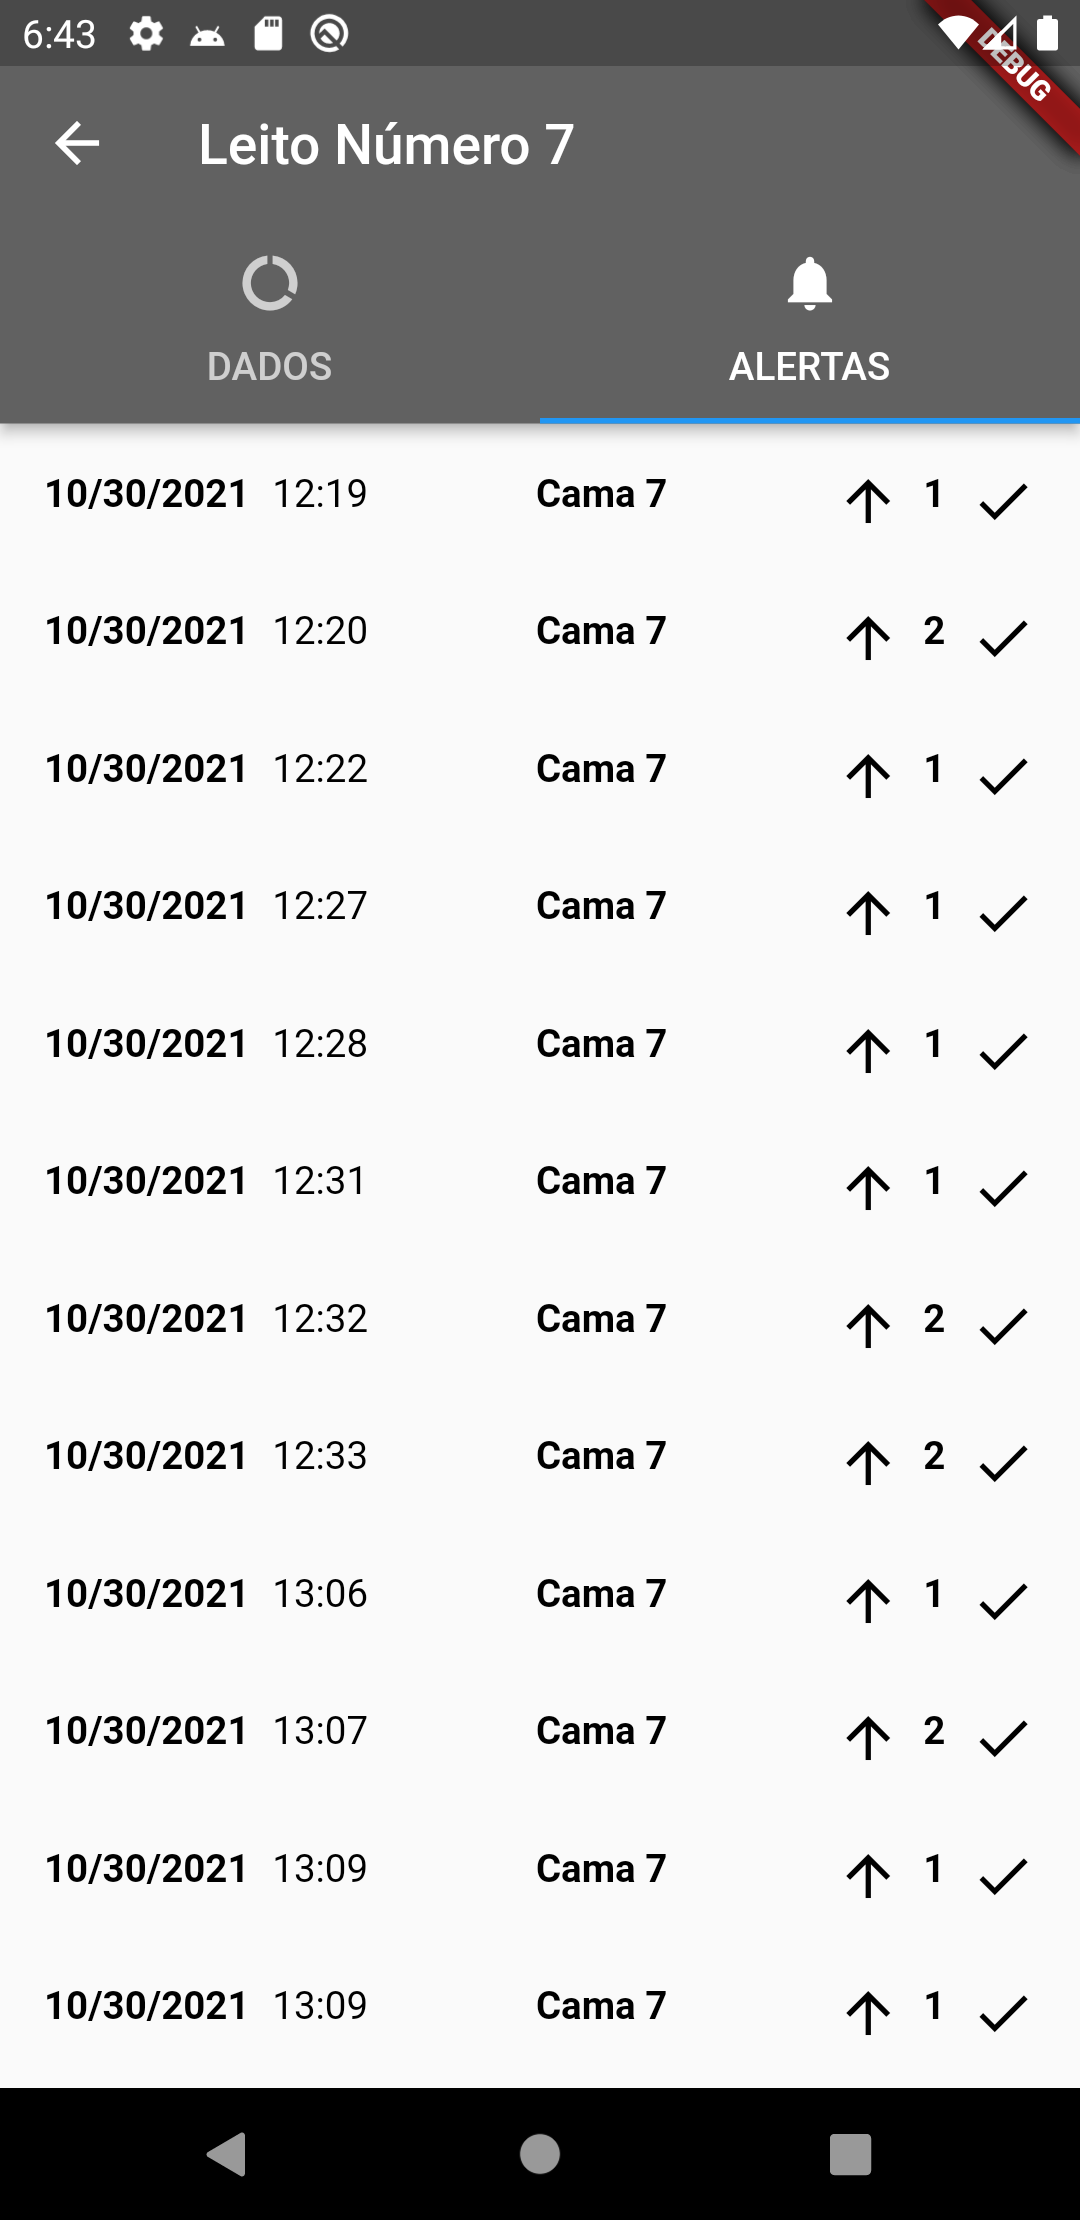 6:43
DEBUG
Leito Número 7
DADOS ALERTAS
10/30/2021 12:19 Cama 7 1
10/30/2021 12:20 Cama 7 2
10/30/2021 12:22 Cama 7 1
10/30/2021 12:27 Cama 7 1
10/30/2021 12:28 Cama 7 1
10/30/2021 12:31 Cama 7 1
10/30/2021 12:32 Cama 7 2
10/30/2021 12:33 Cama 7 2
10/30/2021 13:06 Cama 7 1
10/30/2021 13:07 Cama 7 2
10/30/2021 13:09 Cama 7 1
10/30/2021 13:09 Cama 7 1